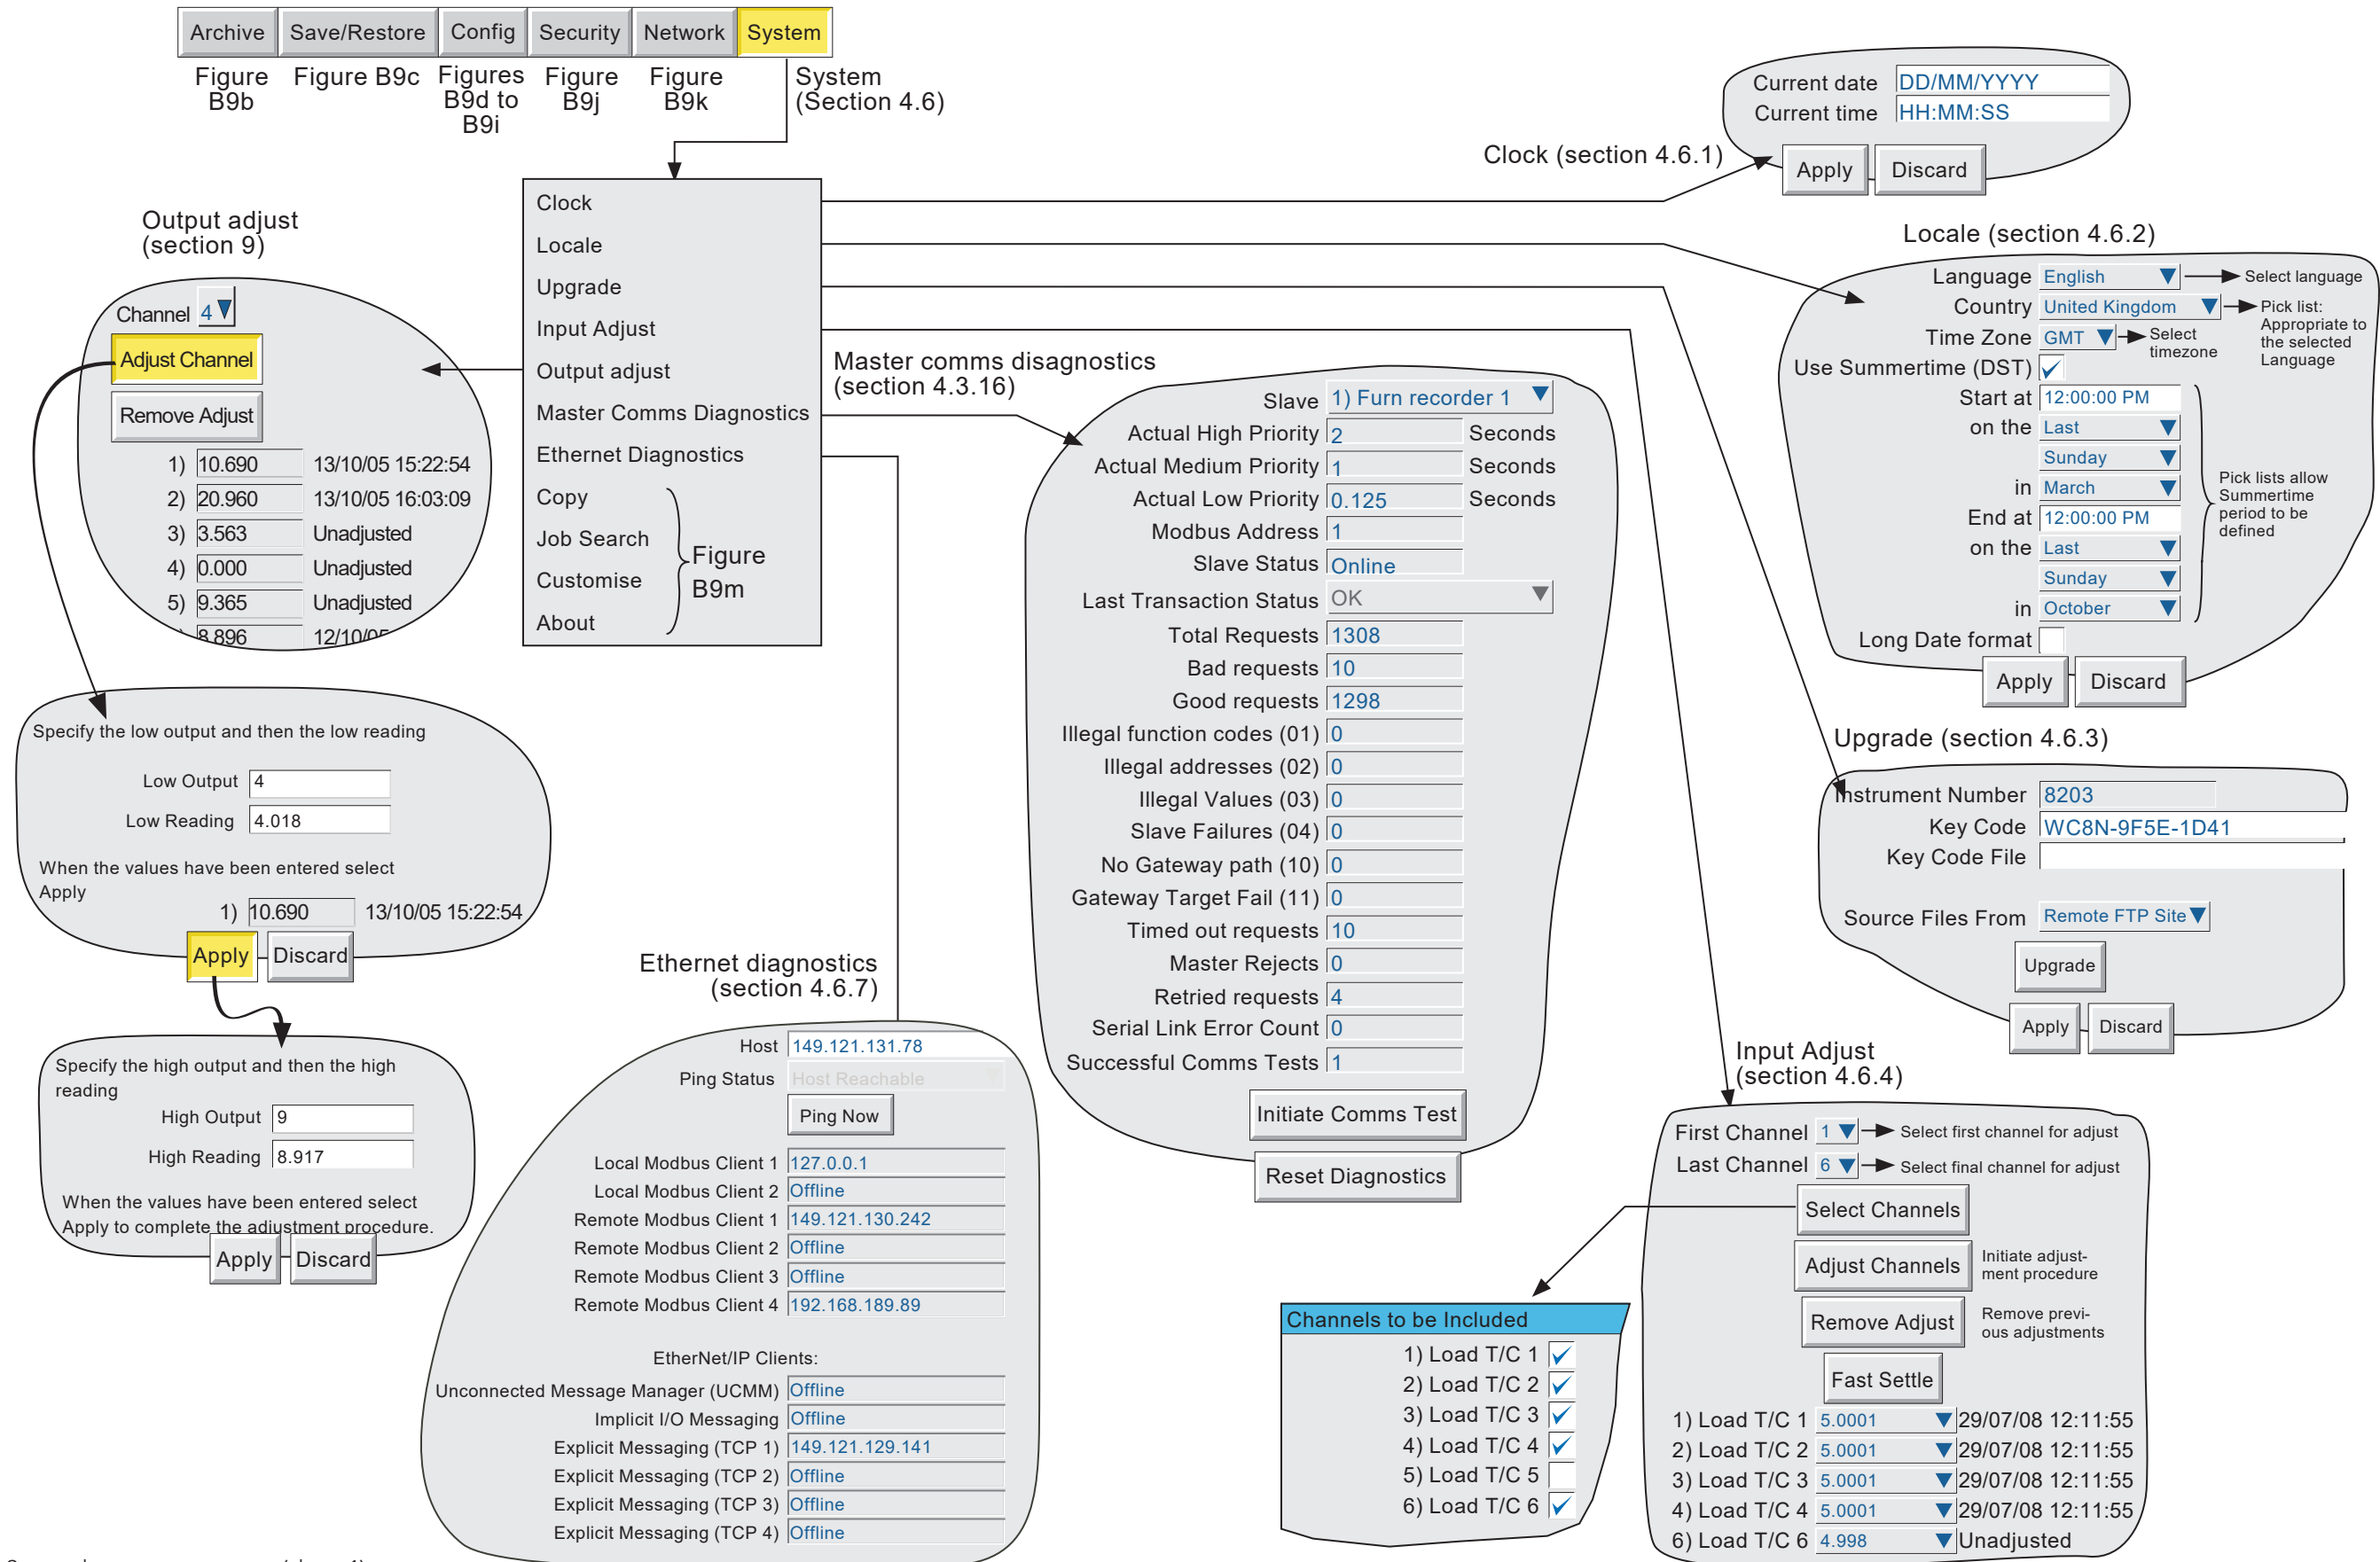 Archive Save/Restore Config Security Network System
Figure B9b
Figure B9c
Figures B9d to B9i
Figure B9j
Figure B9k
System
(Section 4.6)
Clock
Locale
Upgrade
Input Adjust
Output adjust
Master Comms Diagnostics
Ethernet Diagnostics
Copy
Job Search
Customise
About
Figure
B9m
Clock (section 4.6.1)
Current date DD/MM/YYYY
Current time HH:MM:SS
Apply Discard
Locale (section 4.6.2)
Language English Select language
Country United Kingdom Pick list:
Appropriate to
the selected
Language
Time Zone GMT Select
timezone
Use Summertime (DST)
Start at 12:00:00 PM
on the Last
Sunday
in March
End at 12:00:00 PM
on the Last
Sunday
in October
Pick lists allow
Summertime
period to be
defined
Long Date format
Apply Discard
Upgrade (section 4.6.3)
Instrument Number 8203
Key Code WC8N-9F5E-1D41
Key Code File
Source Files From Remote FTP Site
Upgrade
Apply Discard
Output adjust
(section 9)
Channel 4
Adjust Channel
Remove Adjust
1) 10.690 13/10/05 15:22:54
2) 20.960 13/10/05 16:03:09
3) 3.563 Unadjusted
4) 0.000 Unadjusted
5) 9.365 Unadjusted
) 8.896 12/10/05
Specify the low output and then the low reading
Low Output 4
Low Reading 4.018
When the values have been entered select
Apply
1) 10.690 13/10/05 15:22:54
Apply Discard
Specify the high output and then the high
reading
High Output 9
High Reading 8.917
When the values have been entered select
Apply to complete the adjustment procedure.
Apply Discard
Master comms disagnostics
(section 4.3.16)
Slave 1) Furn recorder 1
Actual High Priority 2 Seconds
Actual Medium Priority 1 Seconds
Actual Low Priority 0.125 Seconds
Modbus Address 1
Slave Status Online
Last Transaction Status OK
Total Requests 1308
Bad requests 10
Good requests 1298
Illegal function codes (01) 0
Illegal addresses (02) 0
Illegal Values (03) 0
Slave Failures (04) 0
No Gateway path (10) 0
Gateway Target Fail (11) 0
Timed out requests 10
Master Rejects 0
Retried requests 4
Serial Link Error Count 0
Successful Comms Tests 1
Initiate Comms Test
Reset Diagnostics
Ethernet diagnostics
(section 4.6.7)
Host 149.121.131.78
Ping Status Host Reachable
Ping Now
Local Modbus Client 1 127.0.0.1
Local Modbus Client 2 Offline
Remote Modbus Client 1 149.121.130.242
Remote Modbus Client 2 Offline
Remote Modbus Client 3 Offline
Remote Modbus Client 4 192.168.189.89
EtherNet/IP Clients:
Unconnected Message Manager (UCMM) Offline
Implicit I/O Messaging Offline
Explicit Messaging (TCP 1) 149.121.129.141
Explicit Messaging (TCP 2) Offline
Explicit Messaging (TCP 3) Offline
Explicit Messaging (TCP 4) Offline
Input Adjust
(section 4.6.4)
First Channel 1 Select first channel for adjust
Last Channel 6 Select final channel for adjust
Select Channels
Adjust Channels Initiate adjust-
ment procedure
Remove Adjust Remove previ-
ous adjustments
Fast Settle
1) Load T/C 1 5.0001 29/07/08 12:11:55
2) Load T/C 2 5.0001 29/07/08 12:11:55
3) Load T/C 3 5.0001 29/07/08 12:11:55
4) Load T/C 4 5.0001 29/07/08 12:11:55
6) Load T/C 6 4.998 Unadjusted
Channels to be Included
1) Load T/C 1
2) Load T/C 2
3) Load T/C 3
4) Load T/C 4
5) Load T/C 5
6) Load T/C 6